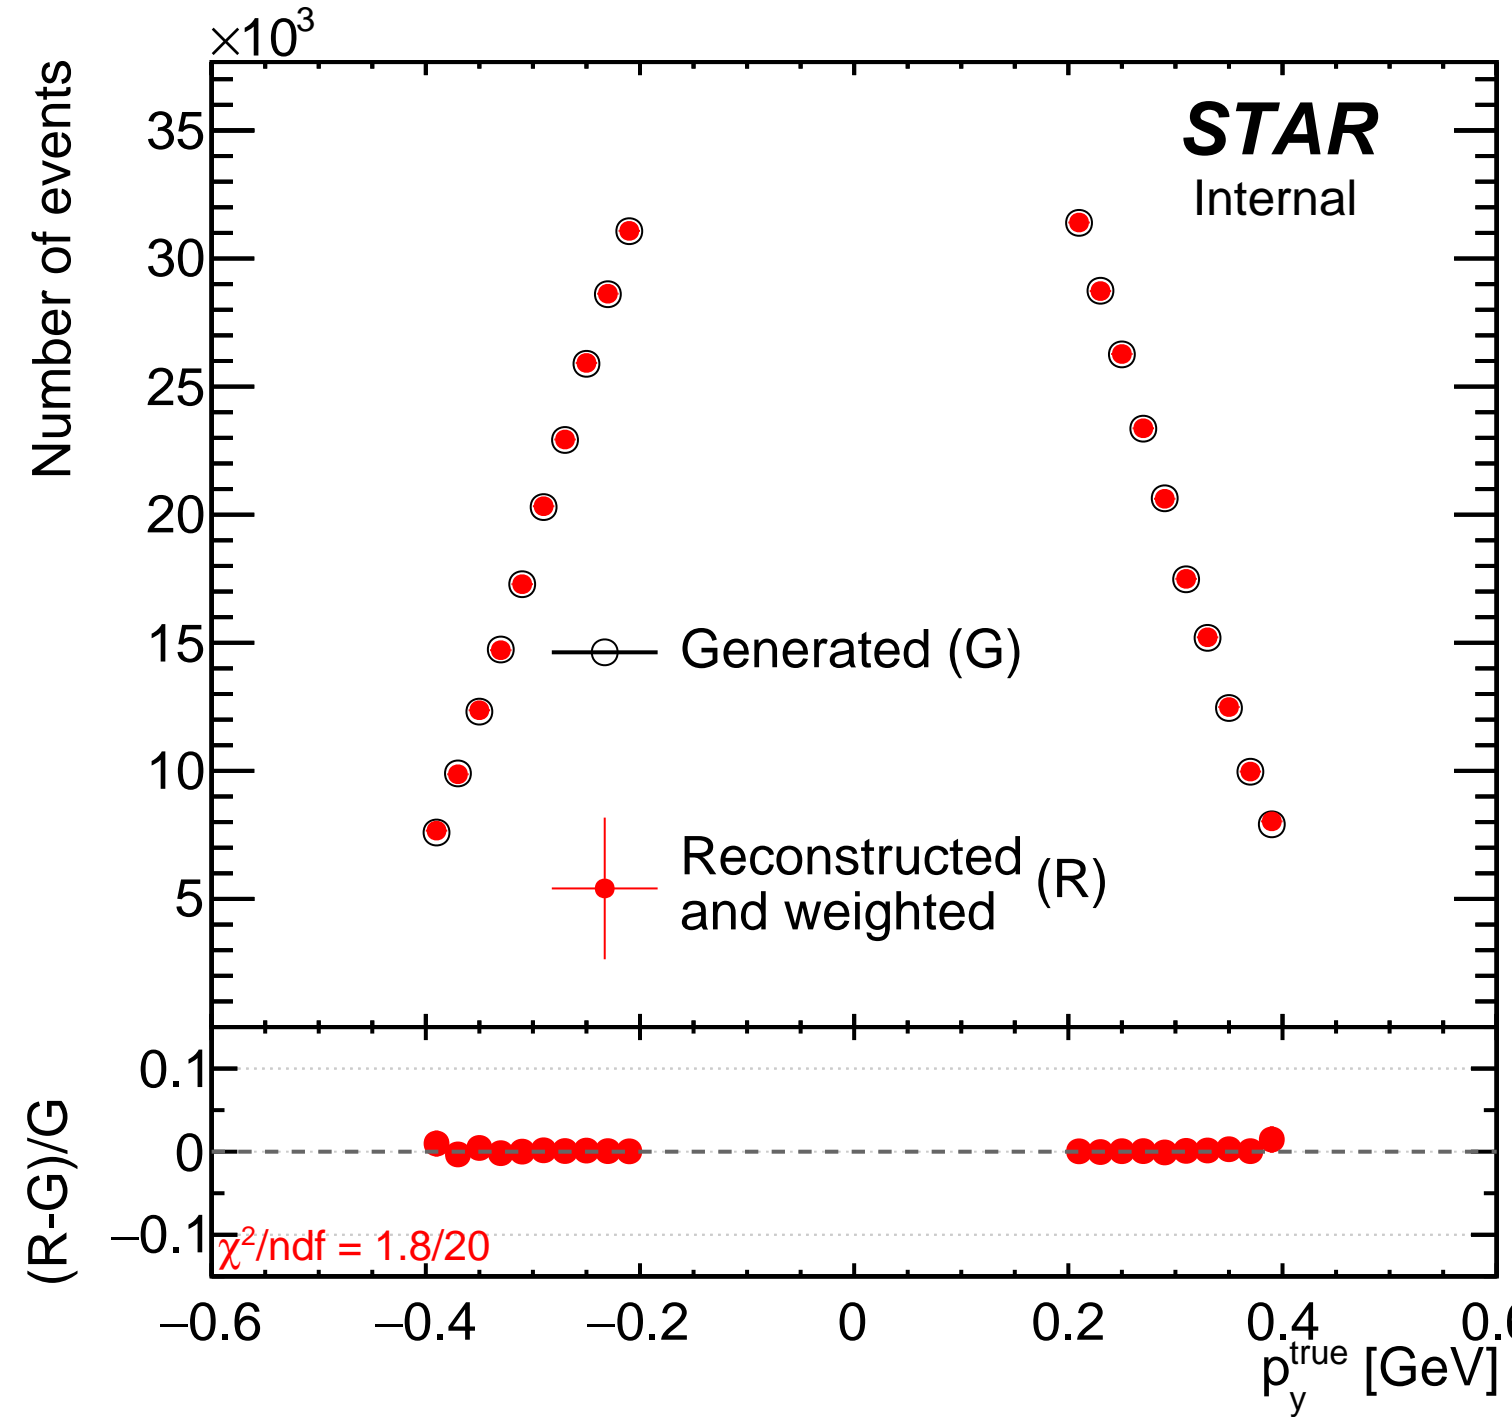 ×10³
Number of events
35
30
25
20
15
10
5
STAR
Internal
Generated (G)
Reconstructed
and weighted (R)
(R-G)/G
0.1
0
−0.1
χ²/ndf = 1.8/20
−0.6 −0.4 −0.2 0 0.2 0.4 0.6
p_y^true [GeV]